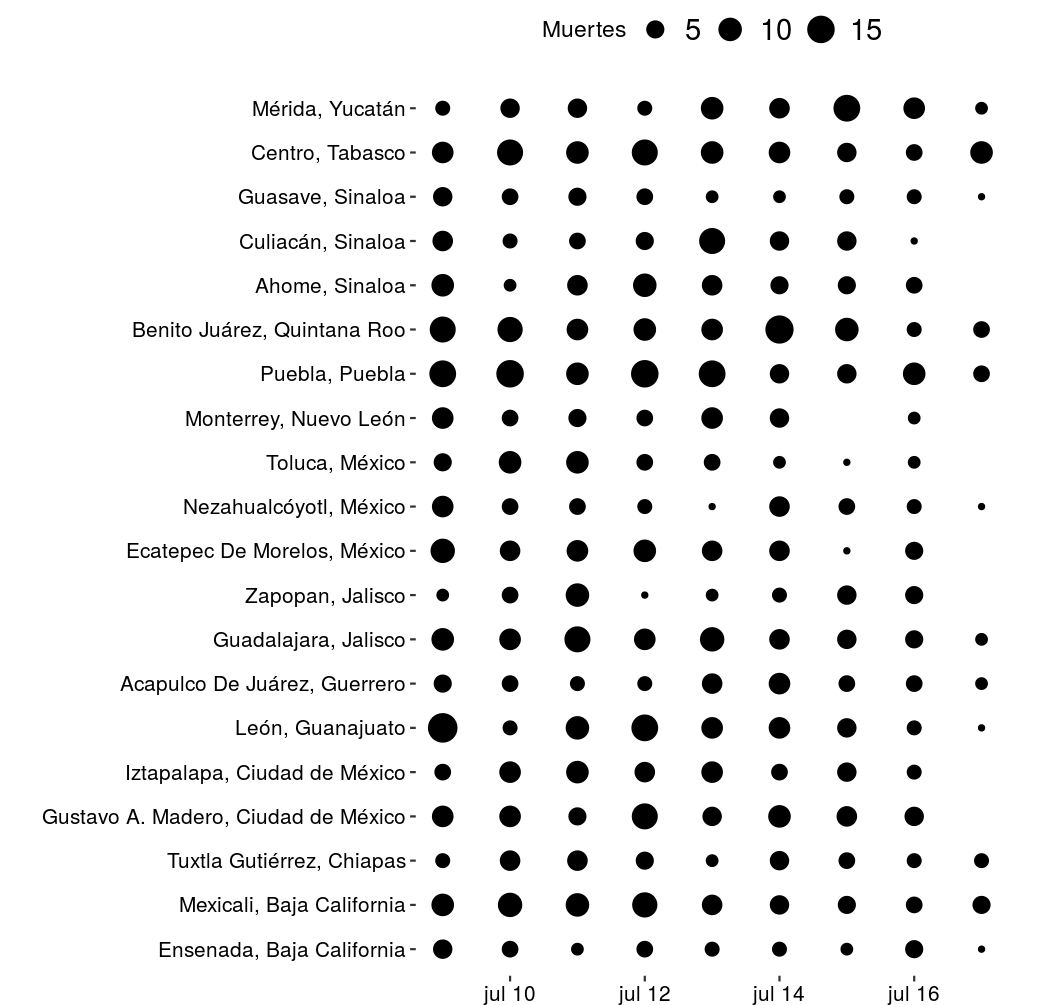 Muertes 5 10 15
Mérida, Yucatán
Centro, Tabasco
Guasave, Sinaloa
Culiacán, Sinaloa
Ahome, Sinaloa
Benito Juárez, Quintana Roo
Puebla, Puebla
Monterrey, Nuevo León
Toluca, México
Nezahualcóyotl, México
Ecatepec De Morelos, México
Zapopan, Jalisco
Guadalajara, Jalisco
Acapulco De Juárez, Guerrero
León, Guanajuato
Iztapalapa, Ciudad de México
Gustavo A. Madero, Ciudad de México
Tuxtla Gutiérrez, Chiapas
Mexicali, Baja California
Ensenada, Baja California
jul 10 jul 12 jul 14 jul 16